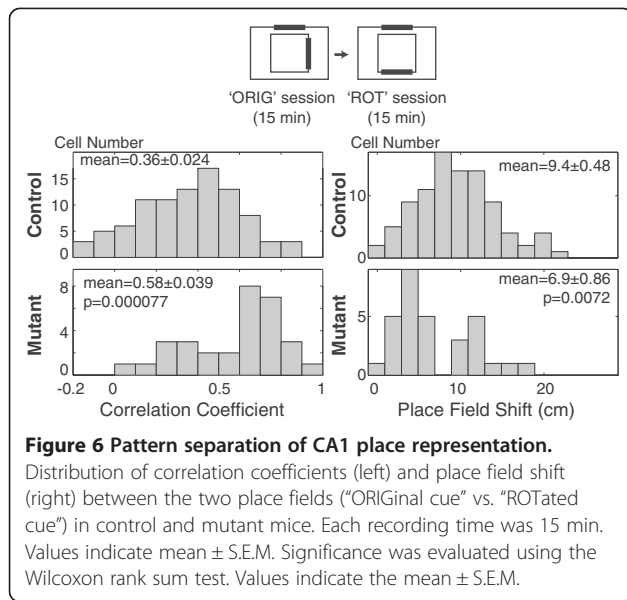 ‘ORIG’ session ‘ROT’ session
(15 min) (15 min)
Cell Number
mean=0.36±0.024
Control
15
10
5
0
Cell Number
mean=9.4±0.48
Control
10
0
mean=0.58±0.039
p=0.000077
Mutant
8
4
0
-0.2 0 0.5 1
Correlation Coefficient
mean=6.9±0.86
p=0.0072
Mutant
5
0 10 20
Place Field Shift (cm)
Figure 6 Pattern separation of CA1 place representation.
Distribution of correlation coefficients (left) and place field shift
(right) between the two place fields (“ORIGinal cue” vs. “ROTated
cue”) in control and mutant mice. Each recording time was 15 min.
Values indicate mean ± S.E.M. Significance was evaluated using the
Wilcoxon rank sum test. Values indicate the mean ± S.E.M.